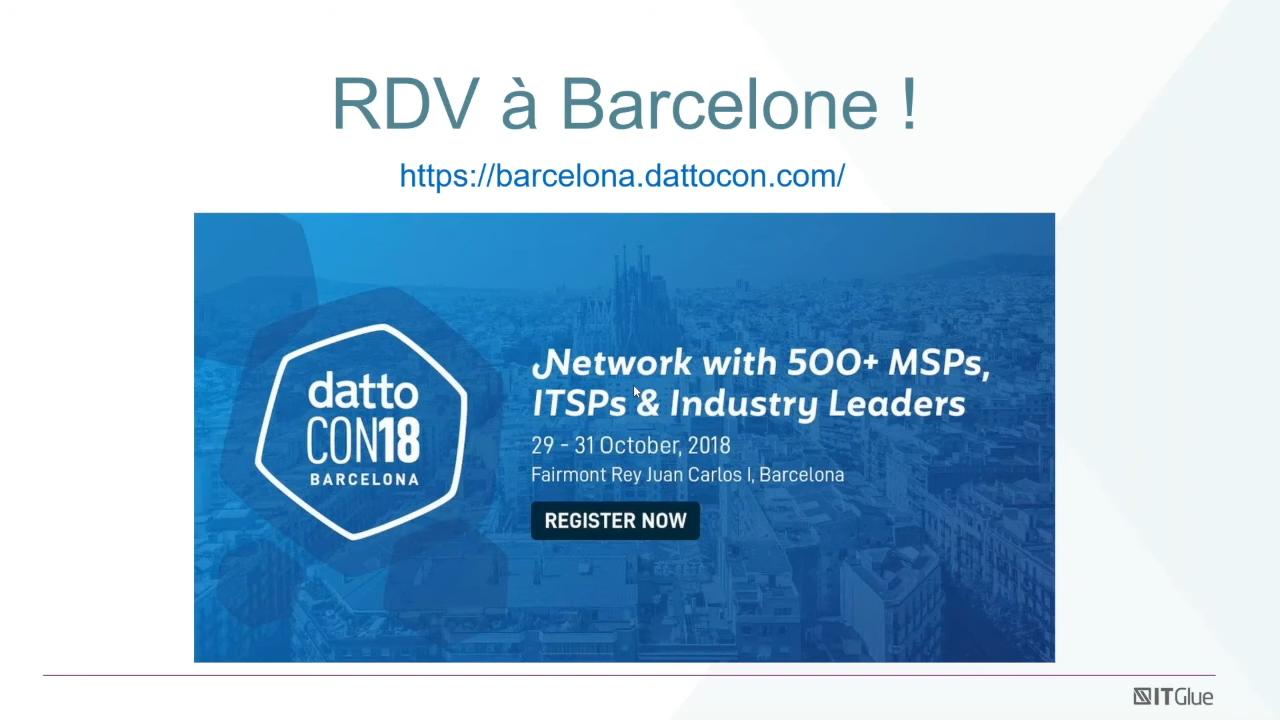 RDV à Barcelone !
https://barcelona.dattocon.com/
datto
CON18
BARCELONA
Network with 500+ MSPs,
ITSPs & Industry Leaders
29 - 31 October, 2018
Fairmont Rey Juan Carlos I, Barcelona
REGISTER NOW
ITGlue